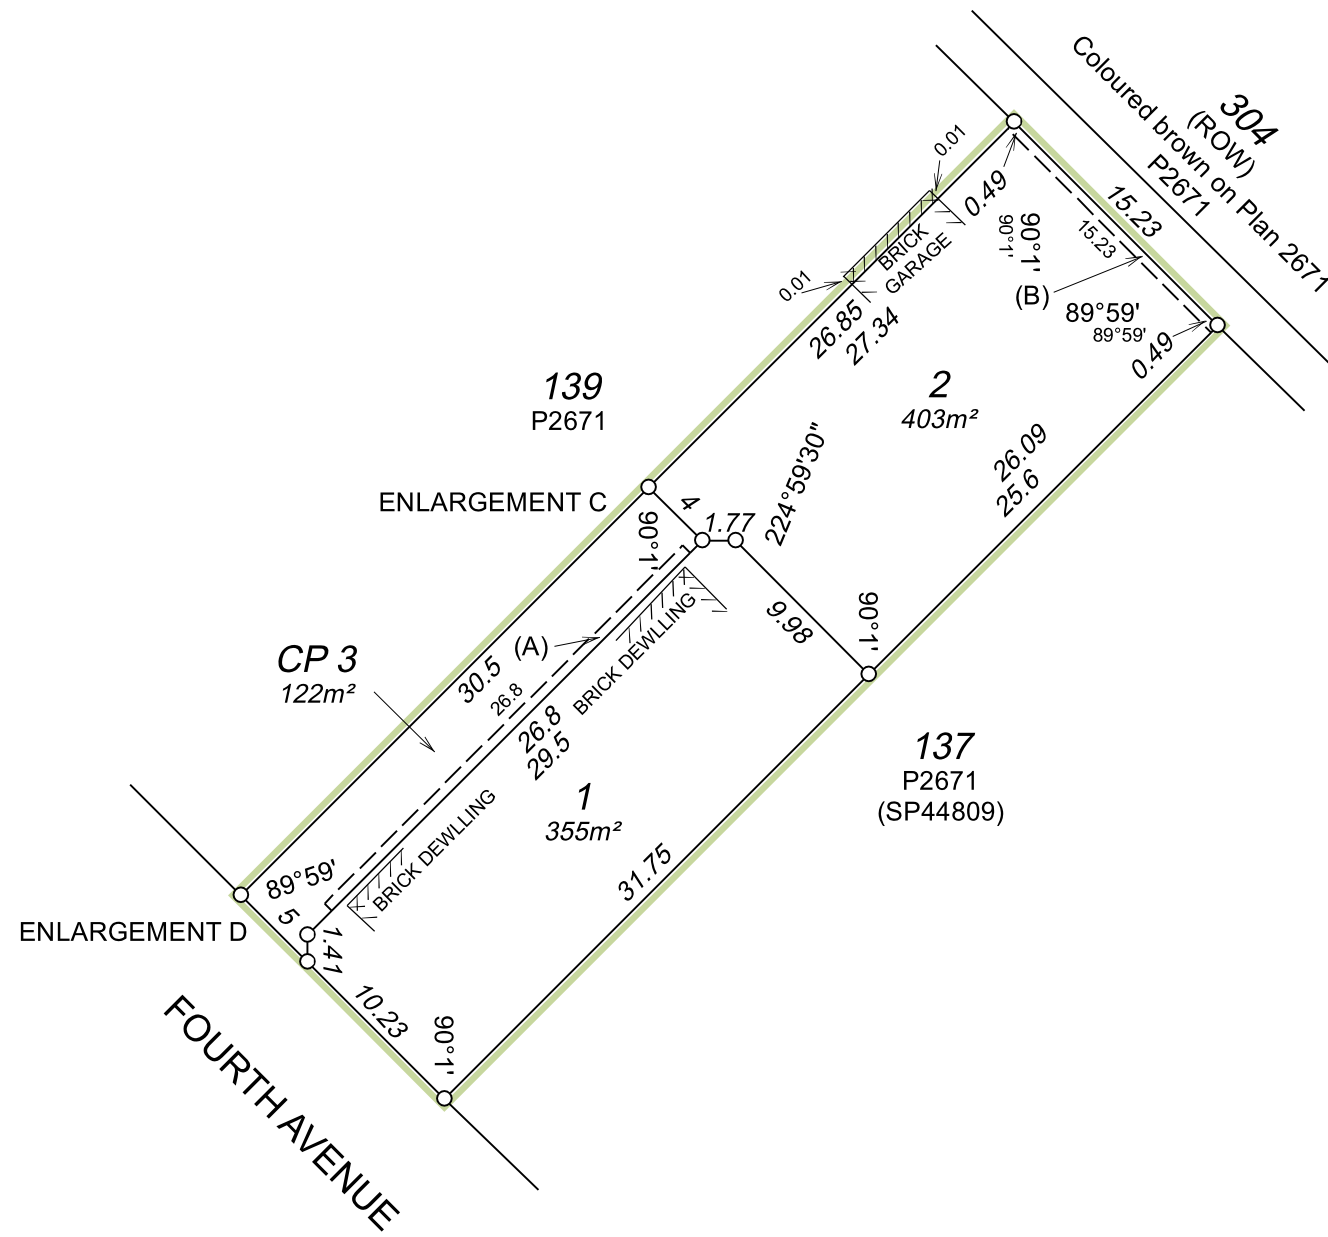 304
(ROW)
Coloured brown on Plan 2671
P2671
0.01
0.49
15.23
90°1'
90°1'
15.23
BRICK
GARAGE
0.01
(B)
89°59'
89°59'
0.49
26.85
27.34
139
P2671
2
403m²
26.09
25.6
224°59'30"
ENLARGEMENT C
4
1.77
90°1'
9.98
90°1'
BRICK DEWLLING
(A)
CP 3
122m²
30.5
26.8
26.8
29.5
137
P2671
(SP44809)
1
355m²
BRICK DEWLLING
31.75
89°59'
5
ENLARGEMENT D
1.41
10.23
90°1'
FOURTH AVENUE